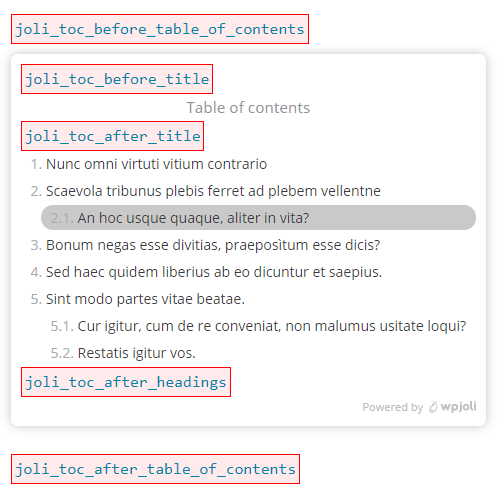 joli_toc_before_table_of_contents
joli_toc_before_title
Table of contents
joli_toc_after_title
1. Nunc omni virtuti vitium contrario
2. Scaevola tribunus plebis ferret ad plebem vellentne
2.1. An hoc usque quaque, aliter in vita?
3. Bonum negas esse divitias, praeposìtum esse dicis?
4. Sed haec quidem liberius ab eo dicuntur et saepius.
5. Sint modo partes vitae beatae.
5.1. Cur igitur, cum de re conveniat, non malumus usitate loqui?
5.2. Restatis igitur vos.
joli_toc_after_headings
Powered by wpjoli
joli_toc_after_table_of_contents